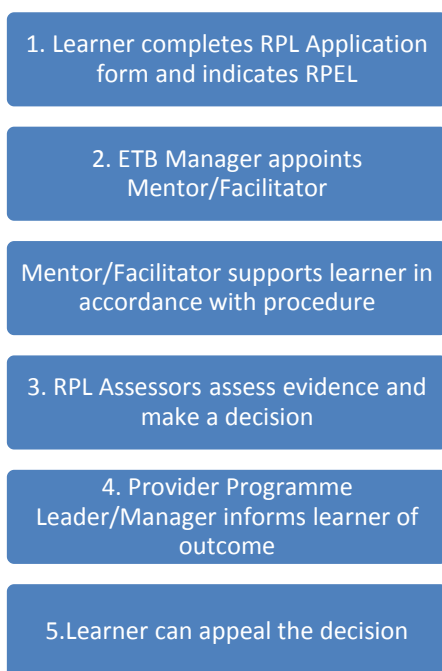 1. Learner completes RPL Application
form and indicates RPEL
2. ETB Manager appoints
Mentor/Facilitator
Mentor/Facilitator supports learner in
accordance with procedure
3. RPL Assessors assess evidence and
make a decision
4. Provider Programme
Leader/Manager informs learner of
outcome
5.Learner can appeal the decision